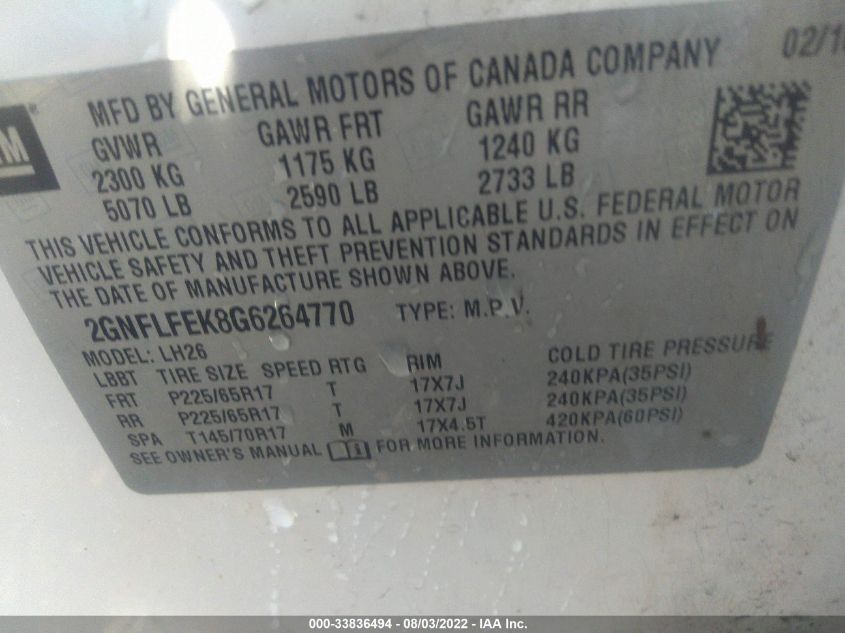 MFD BY GENERAL MOTORS OF CANADA COMPANY
GVWR GAWR FRT GAWR RR
2300 KG 1175 KG 1240 KG
5070 LB 2590 LB 2733 LB
THIS VEHICLE CONFORMS TO ALL APPLICABLE U.S. FEDERAL MOTOR
VEHICLE SAFETY AND THEFT PREVENTION STANDARDS IN EFFECT ON
THE DATE OF MANUFACTURE SHOWN ABOVE.
2GNFLFEK8G6264770 TYPE: M.P.V.
MODEL: LH26
LBBT TIRE SIZE SPEED RTG RIM COLD TIRE PRESSURE
FRT P225/65R17 T 17X7J 240KPA(35PSI)
RR P225/65R17 T 17X7J 240KPA(35PSI)
SPA T145/70R17 M 17X4.5T 420KPA(60PSI)
SEE OWNER'S MANUAL FOR MORE INFORMATION.
000-33836494 - 08/03/2022 - IAA Inc.